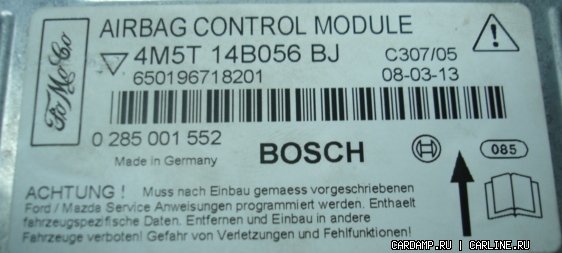 AIRBAG CONTROL MODULE
4M5T 14B056 BJ
C307/05
650196718201
08-03-13
FoMoCo
0 285 001 552
Made in Germany
BOSCH
085
ACHTUNG ! Muss nach Einbau gemaess vorgeschriebenen
Ford / Mazda Service Anweisungen programmiert werden. Enthaelt
fahrzeugspezifische Daten. Entfernen und Einbau in andere
Fahrzeuge verboten! Gefahr von Verletzungen und Fehlfunktion!
CARDAMP.RU | CARLINE.RU